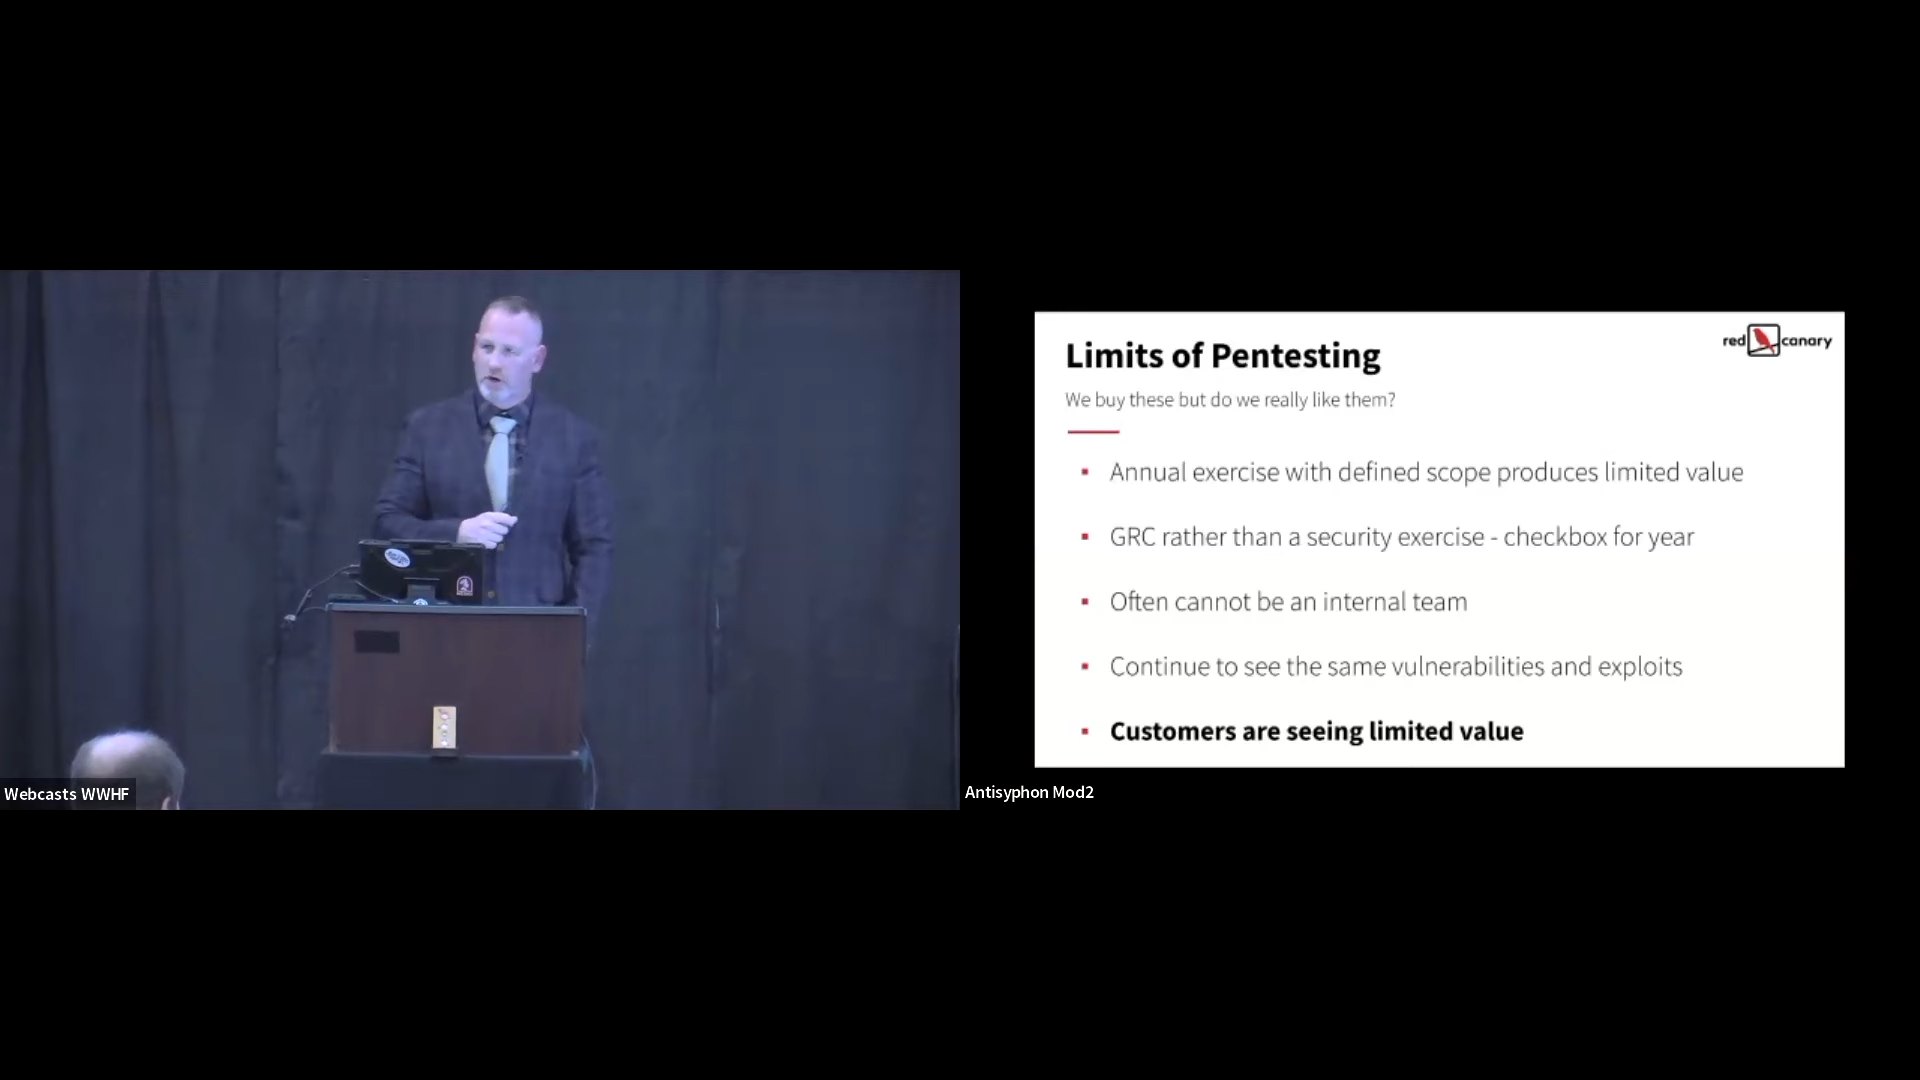 Webcasts WWHF
red canary
Limits of Pentesting
We buy these but do we really like them?
Annual exercise with defined scope produces limited value
GRC rather than a security exercise - checkbox for year
Often cannot be an internal team
Continue to see the same vulnerabilities and exploits
Customers are seeing limited value
Antisyphon Mod2